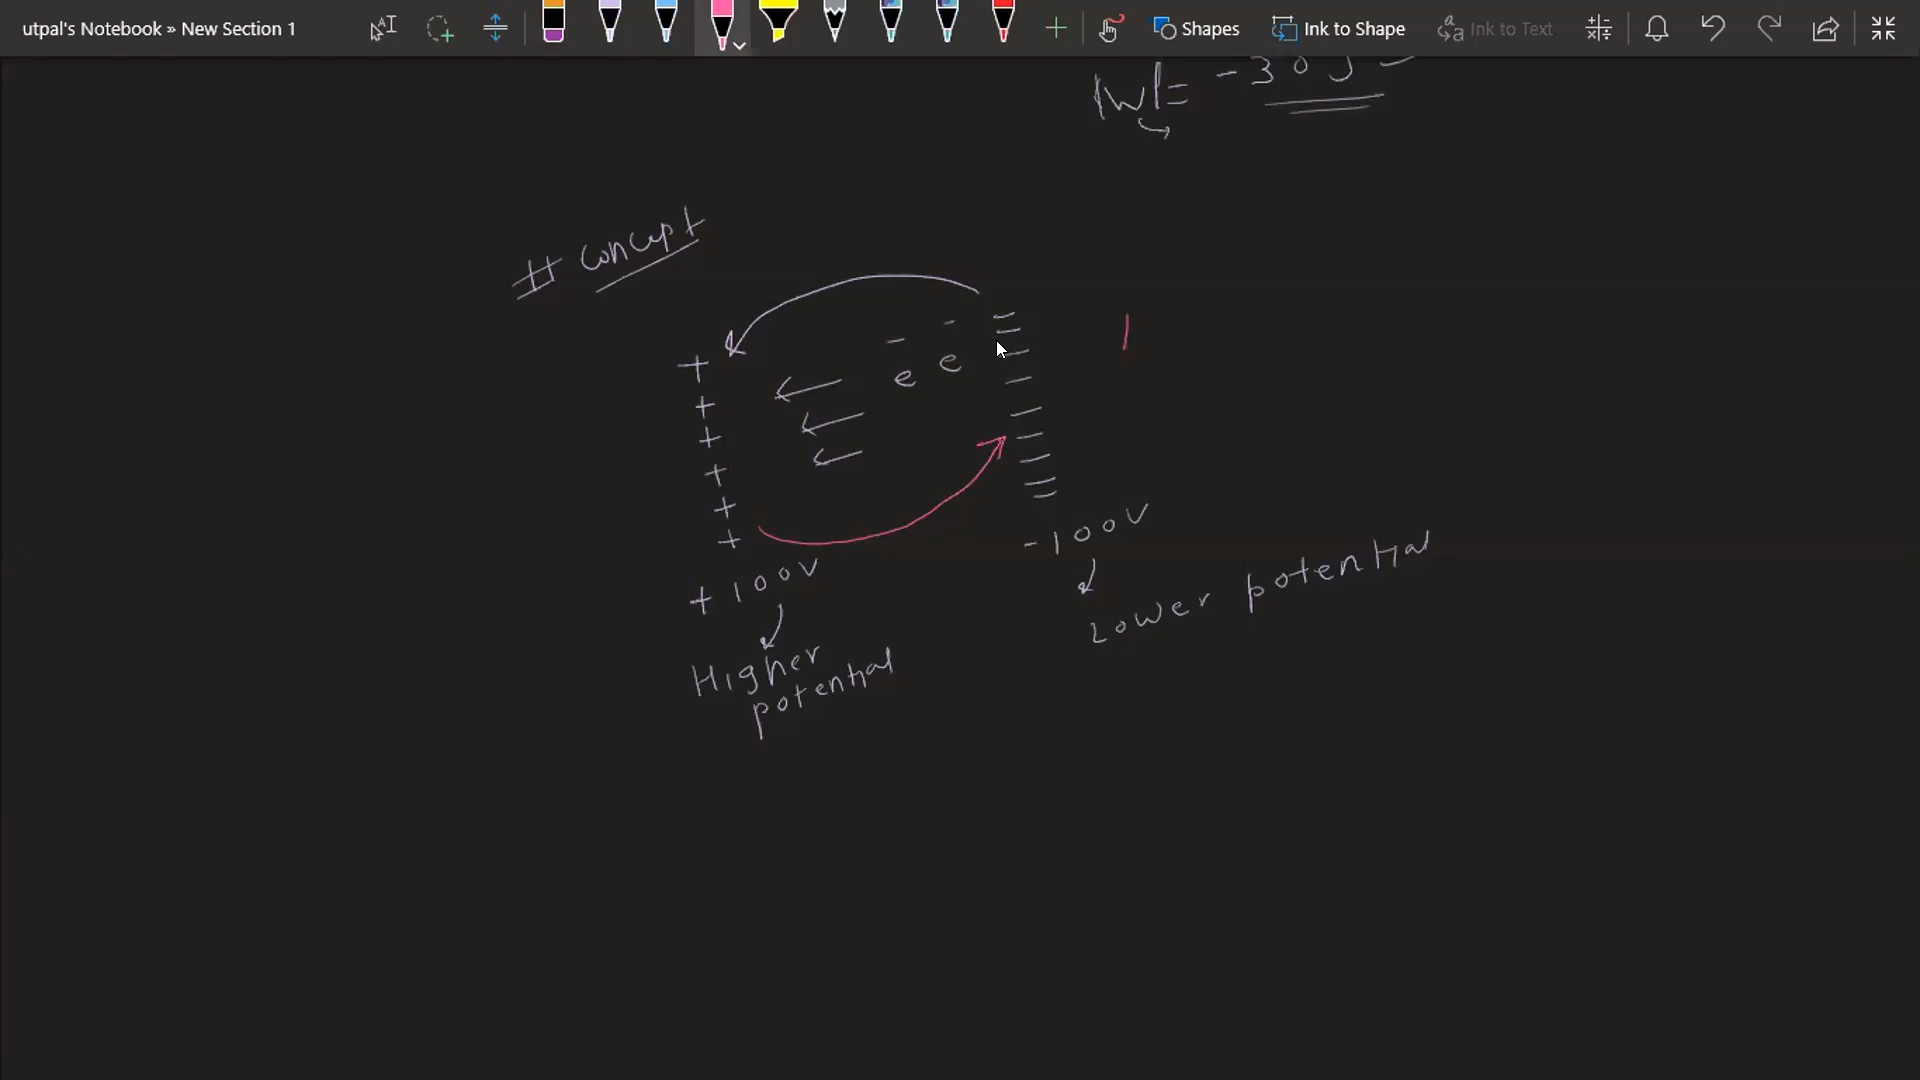 utpal's Notebook » New Section 1
Shapes
Ink to Shape
Ink to Text
|W|= -30J
# concept
- -
e e
+ =
+ -
+ -
+ -
+ -
+ -
=
+100V
-100V
Higher
potential
Lower potential